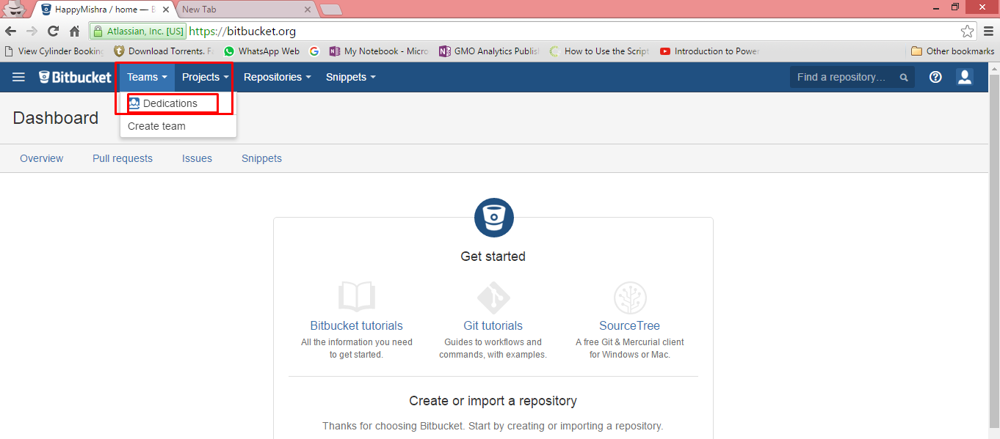 HappyMishra / home — B
New Tab
Atlassian, Inc. [US] https://bitbucket.org
View Cylinder Booking Download Torrents. F WhatsApp Web My Notebook - Micro GMO Analytics Publis How to Use the Script Introduction to Power Other bookmarks
Bitbucket Teams Projects Repositories Snippets Find a repository...
Dedications
Dashboard
Create team
Overview Pull requests Issues Snippets
Get started
Bitbucket tutorials Git tutorials SourceTree
All the information you need Guides to workflows and A free Git & Mercurial client
to get started. commands, with examples. for Windows or Mac.
Create or import a repository
Thanks for choosing Bitbucket. Start by creating or importing a repository.